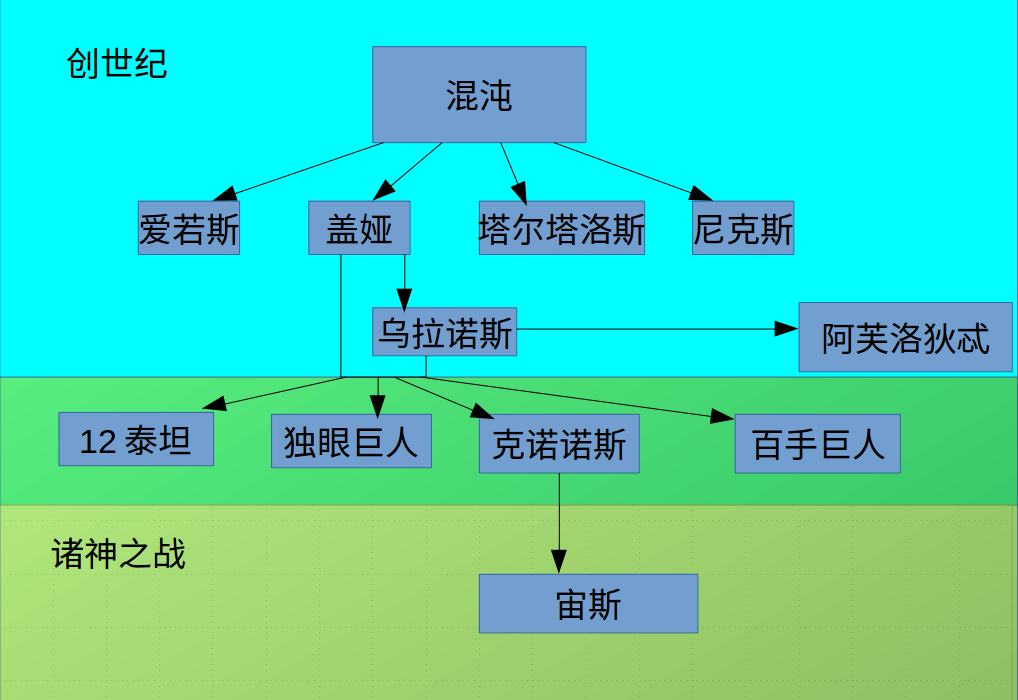 创世纪
混沌
爱若斯
盖娅
塔尔塔洛斯
尼克斯
乌拉诺斯
阿芙洛狄忒
12 泰坦
独眼巨人
克诺诺斯
百手巨人
诸神之战
宙斯